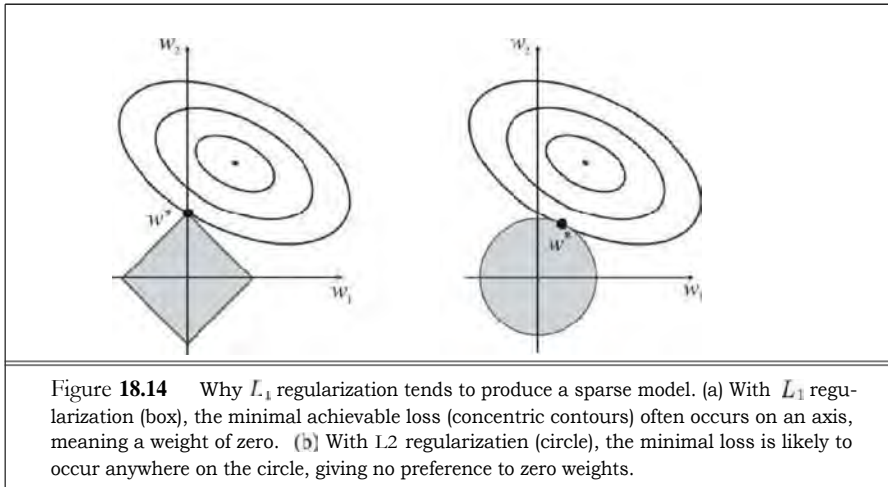 w₂
w*
w₁
w₂
w*
w₁
Figure 18.14 Why L₁ regularization tends to produce a sparse model. (a) With L₁ regu-
larization (box), the minimal achievable loss (concentric contours) often occurs on an axis,
meaning a weight of zero. (b) With L2 regularizatien (circle), the minimal loss is likely to
occur anywhere on the circle, giving no preference to zero weights.